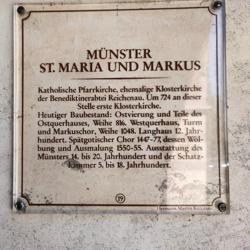 MÜNSTER
ST. MARIA UND MARKUS
Katholische Pfarrkirche, ehemalige Klosterkirche
der Benediktinerabtei Reichenau. Um 724 an dieser
Stelle erste Klosterkirche.
Heutiger Baubestand: Ostvierung und Teile des
Ostquerhauses, Weihe 816. Westquerhaus, Turm
und Markuschor, Weihe 1048. Langhaus 12. Jahr-
hundert. Spätgotischer Chor 1447-77, dessen Wöl-
bung und Ausmalung 1550-55. Ausstattung des
Münsters 14. bis 20. Jahrhundert und der Schatz-
kammer 5. bis 18. Jahrhundert.
19